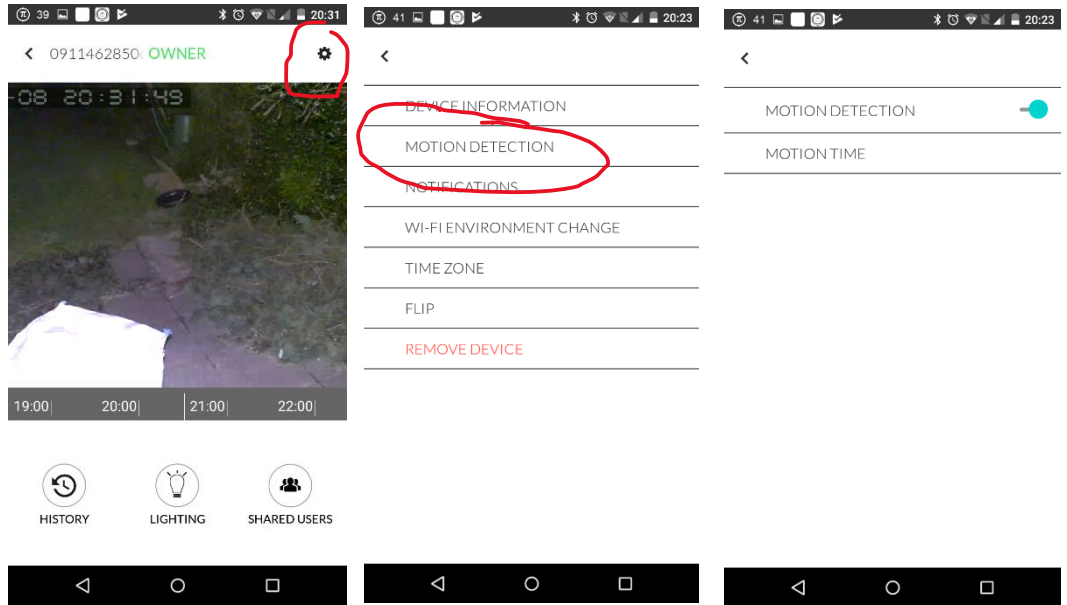 39
20:31
0911462850 OWNER
-08 20:31:49
19:00 20:00 21:00 22:00
HISTORY LIGHTING SHARED USERS
41
20:23
DEVICE INFORMATION
MOTION DETECTION
NOTIFICATIONS
WI-FI ENVIRONMENT CHANGE
TIME ZONE
FLIP
REMOVE DEVICE
41
20:23
MOTION DETECTION
MOTION TIME